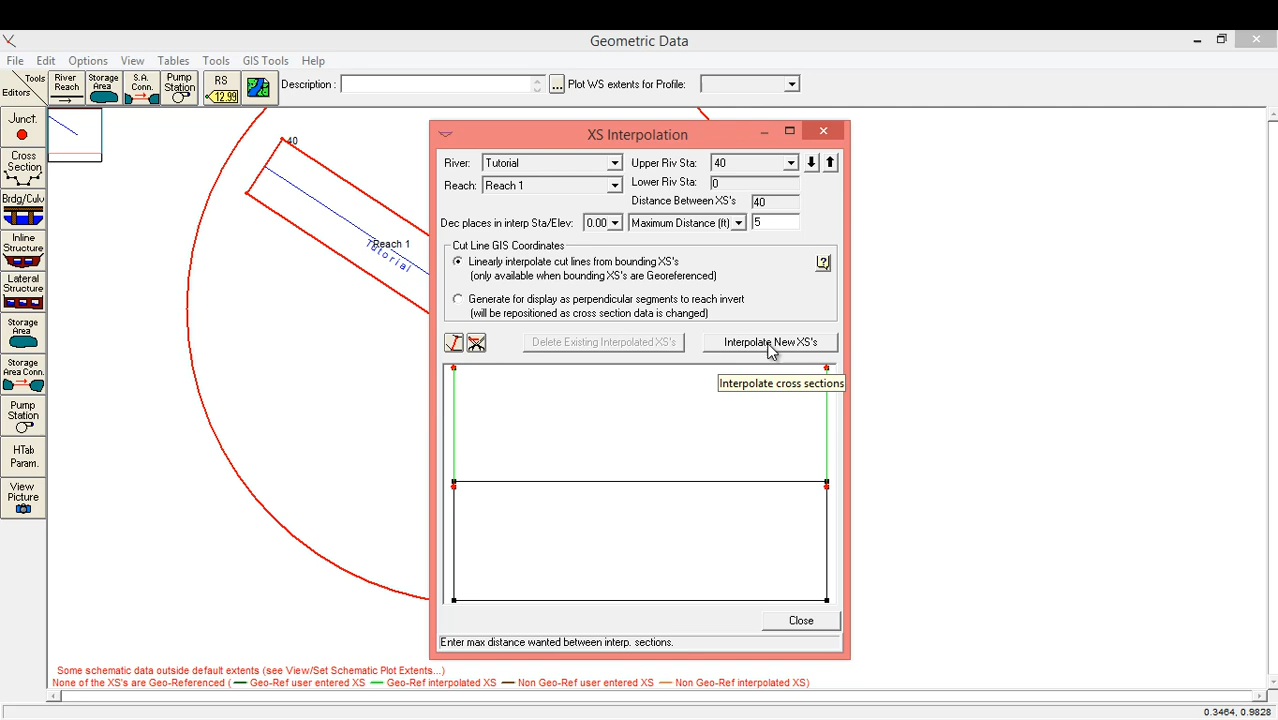 Geometric Data
File Edit Options View Tables Tools GIS Tools Help
Tools
Editors
River
Reach
Storage
Area
S.A.
Conn.
Pump
Station
RS
12.99
Description :
...
Plot WS extents for Profile:
Junct.
Cross
Section
Brdg/Culv
Inline
Structure
Lateral
Structure
Storage
Area
Storage
Area Conn.
Pump
Station
HTab
Param.
View
Picture
40
Reach 1
Tutorial
XS Interpolation
River: Tutorial Upper Riv Sta: 40
Reach: Reach 1 Lower Riv Sta: 0
Distance Between XS's 40
Dec places in interp Sta/Elev: 0.00 Maximum Distance (ft) 5
Cut Line GIS Coordinates
Linearly interpolate cut lines from bounding XS's
(only available when bounding XS's are Georeferenced)
?
Generate for display as perpendicular segments to reach invert
(will be repositioned as cross section data is changed)
Delete Existing Interpolated XS's Interpolate New XS's
Interpolate cross sections
Close
Enter max distance wanted between interp. sections.
Some schematic data outside default extents (see View/Set Schematic Plot Extents...)
None of the XS's are Geo-Referenced ( Geo-Ref user entered XS Geo-Ref interpolated XS Non Geo-Ref user entered XS Non Geo-Ref interpolated XS)
0.3464, 0.9828